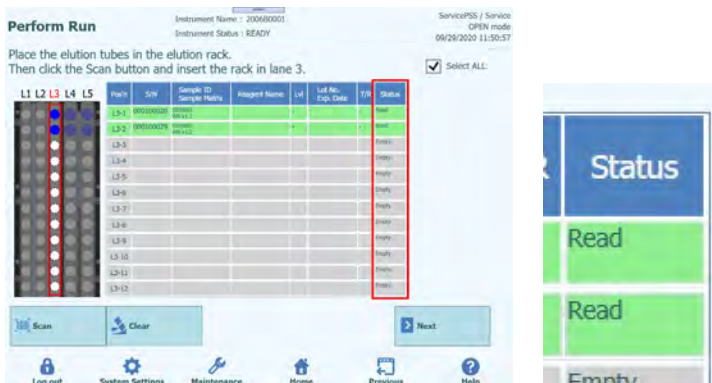 Perform Run
Instrument Name : 200680001
Instrument Status : READY
ServicePSS / Service
OPEN mode
09/29/2020 11:50:57
Place the elution tubes in the elution rack.
Then click the Scan button and insert the rack in lane 3.
Select ALL:
L1 L2 L3 L4 L5
Pos'n S/N Sample ID Reagent Name Lvl Lot No. T/R Status
Sample Matrix Exp. Date
L3-1 Read
L3-2 Read
L3-3 Empty
L3-4 Empty
L3-5 Empty
L3-6 Empty
L3-7 Empty
L3-8 Empty
L3-9 Empty
L3-10 Empty
L3-11 Empty
L3-12 Empty
Scan
Clear
Next
Log out
System Settings
Maintenance
Home
Previous
Help
Status
Read
Read
Empty